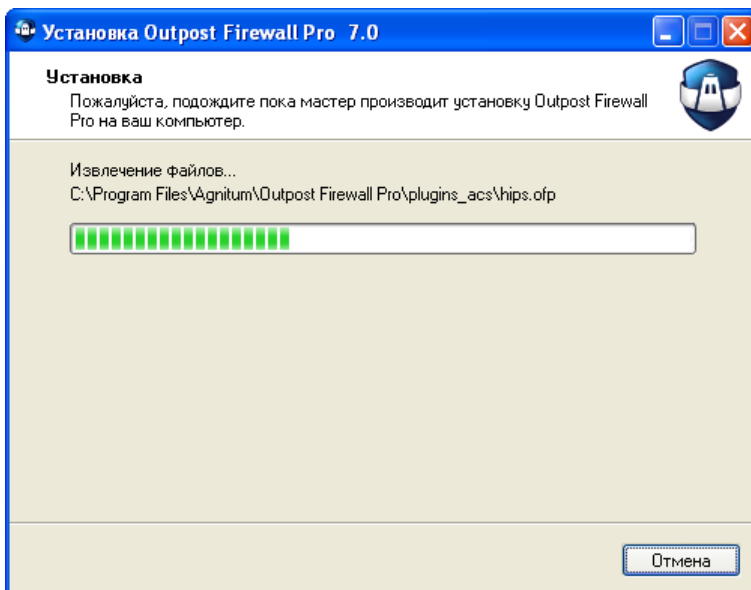 Установка Outpost Firewall Pro 7.0
Установка
Пожалуйста, подождите пока мастер производит установку Outpost Firewall
Pro на ваш компьютер.
Извлечение файлов...
C:\Program Files\Agnitum\Outpost Firewall Pro\plugins_acs\hips.ofp
Отмена